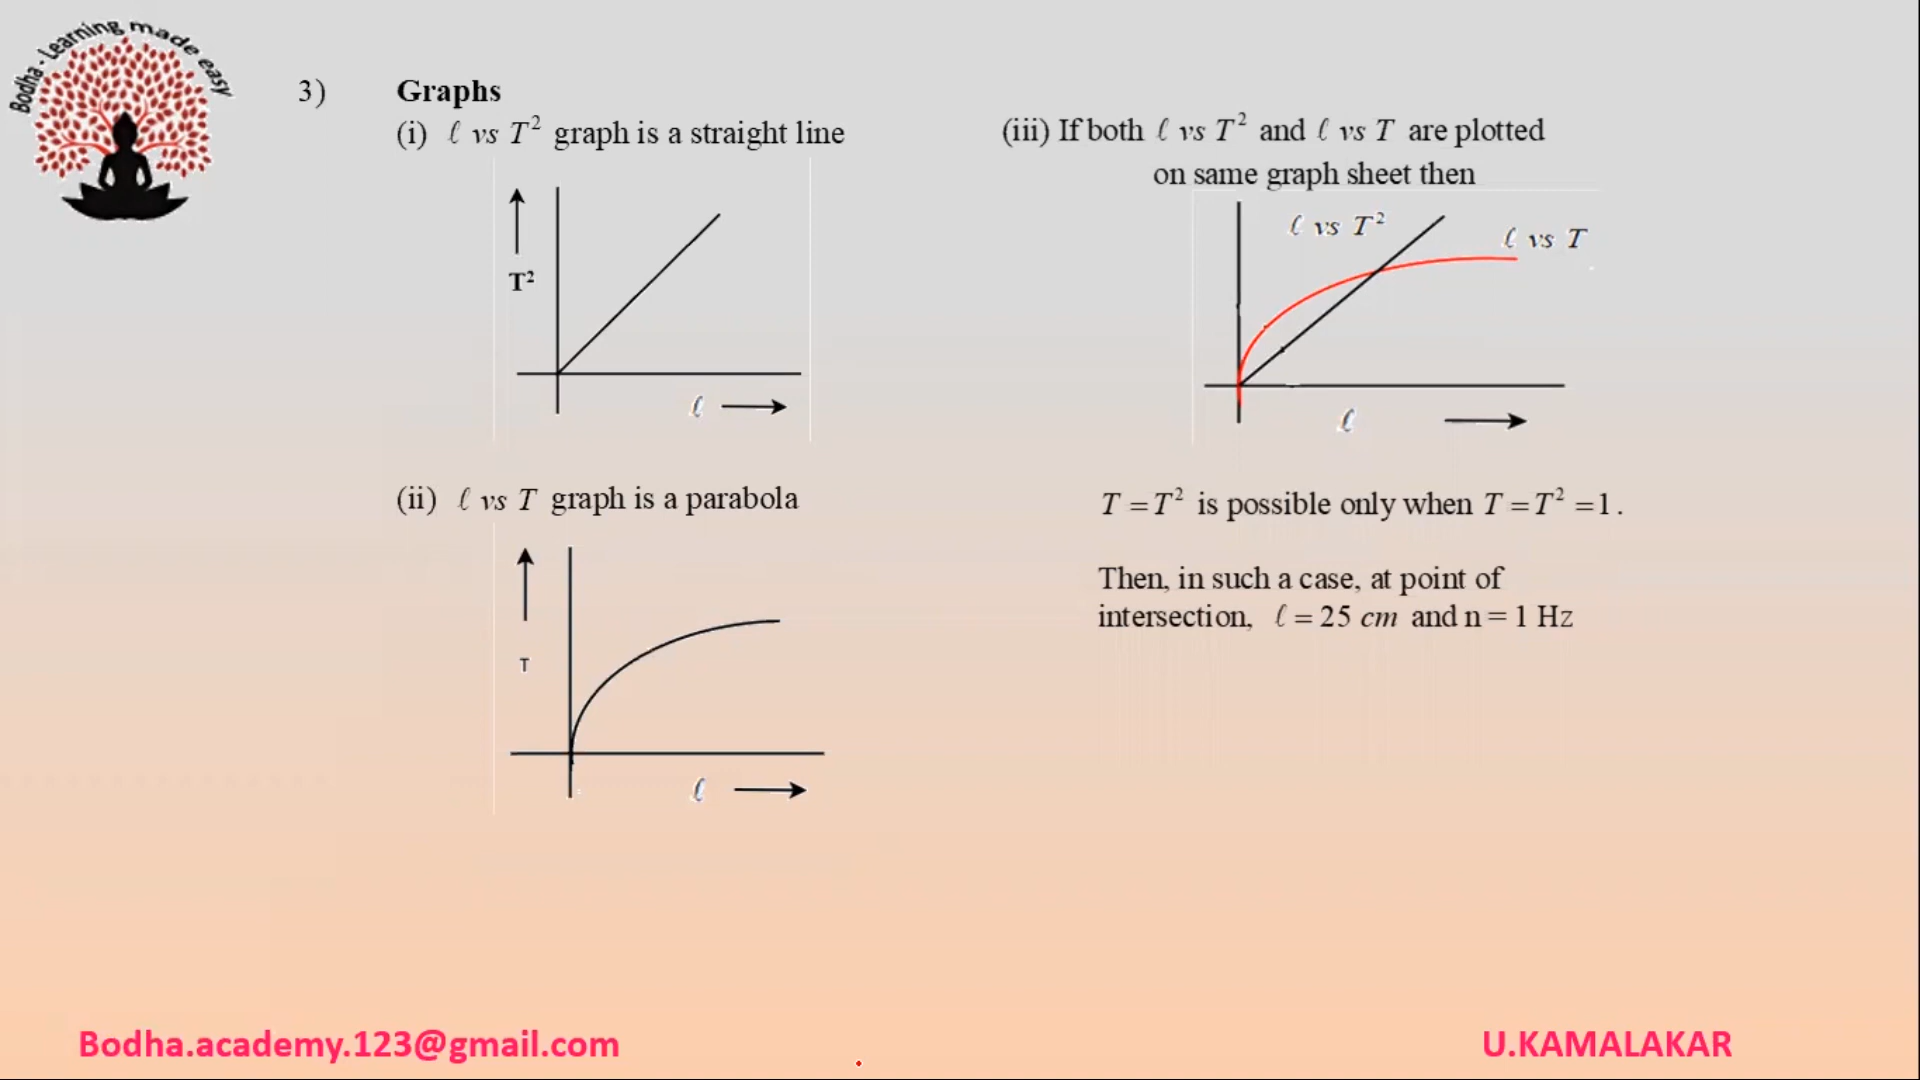 Bodha - Learning made easy
3) Graphs
(i) ℓ vs T² graph is a straight line
T²
ℓ
(ii) ℓ vs T graph is a parabola
T
ℓ
(iii) If both ℓ vs T² and ℓ vs T are plotted
on same graph sheet then
ℓ vs T²
ℓ vs T
ℓ
T = T² is possible only when T = T² = 1.
Then, in such a case, at point of
intersection, ℓ = 25 cm and n = 1 Hz
Bodha.academy.123@gmail.com
U.KAMALAKAR